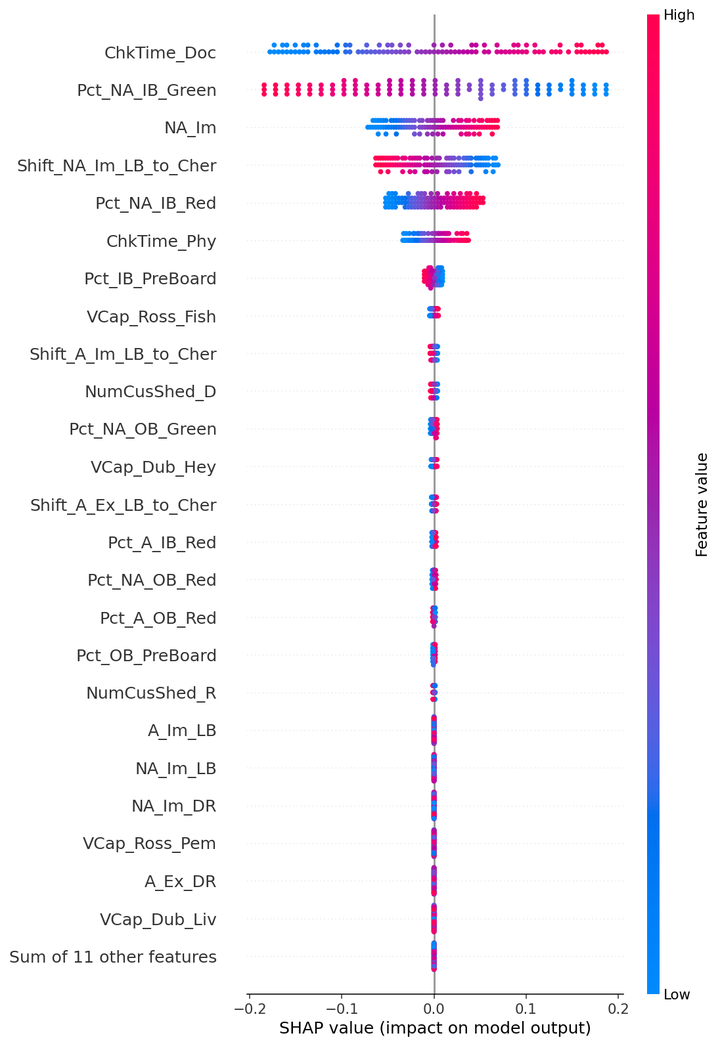 High
ChkTime_Doc
Pct_NA_IB_Green
NA_Im
Shift_NA_Im_LB_to_Cher
Pct_NA_IB_Red
ChkTime_Phy
Pct_IB_PreBoard
VCap_Ross_Fish
Shift_A_Im_LB_to_Cher
NumCusShed_D
Pct_NA_OB_Green
VCap_Dub_Hey
Shift_A_Ex_LB_to_Cher
Pct_A_IB_Red
Pct_NA_OB_Red
Pct_A_OB_Red
Pct_OB_PreBoard
NumCusShed_R
A_Im_LB
NA_Im_LB
NA_Im_DR
VCap_Ross_Pem
A_Ex_DR
VCap_Dub_Liv
Sum of 11 other features
Feature value
Low
−0.2 −0.1 0.0 0.1 0.2
SHAP value (impact on model output)